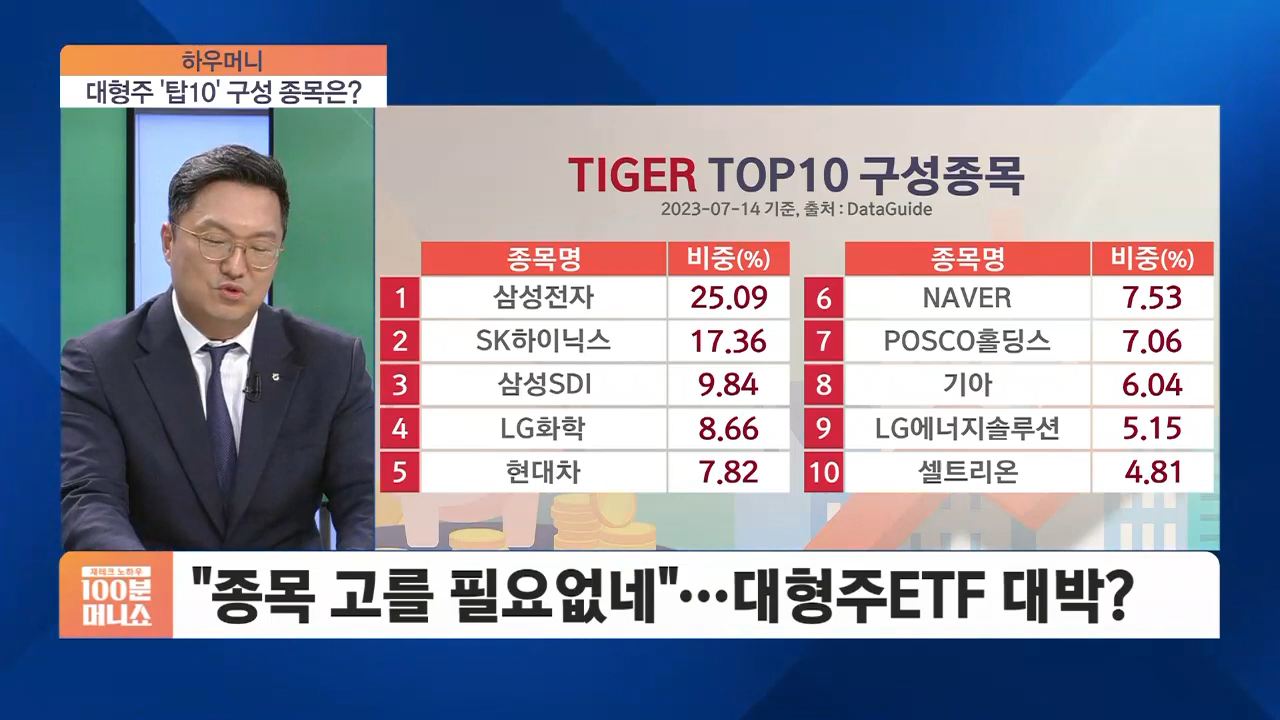 하우머니
대형주 '탑10' 구성 종목은?
TIGER TOP10 구성종목
2023-07-14 기준, 출처 : DataGuide
종목명 비중(%) 종목명 비중(%)
1 삼성전자 25.09 6 NAVER 7.53
2 SK하이닉스 17.36 7 POSCO홀딩스 7.06
3 삼성SDI 9.84 8 기아 6.04
4 LG화학 8.66 9 LG에너지솔루션 5.15
5 현대차 7.82 10 셀트리온 4.81
재테크 노하우
100분
머니쇼
"종목 고를 필요없네"…대형주ETF 대박?